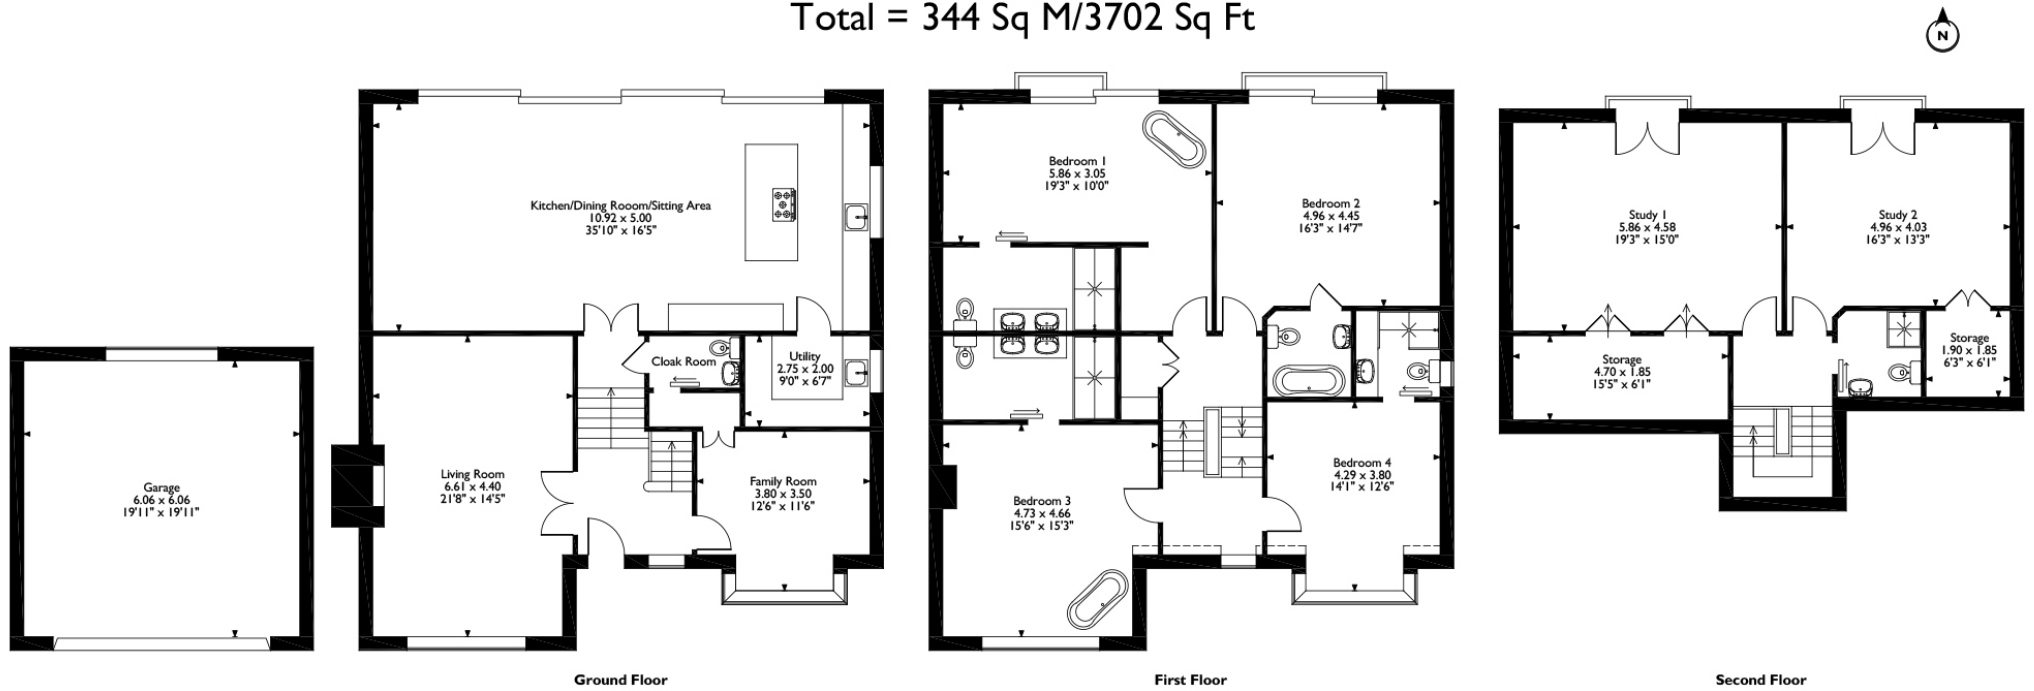 Total = 344 Sq M/3702 Sq Ft
N
Garage
6.06 x 6.06
19'11" x 19'11"
Kitchen/Dining Rooom/Sitting Area
10.92 x 5.00
35'10" x 16'5"
Cloak Room
Utility
2.75 x 2.00
9'0" x 6'7"
Living Room
6.61 x 4.40
21'8" x 14'5"
Family Room
3.80 x 3.50
12'6" x 11'6"
Ground Floor
Bedroom 1
5.86 x 3.05
19'3" x 10'0"
Bedroom 2
4.96 x 4.45
16'3" x 14'7"
Bedroom 3
4.73 x 4.66
15'6" x 15'3"
Bedroom 4
4.29 x 3.80
14'1" x 12'6"
First Floor
Study 1
5.86 x 4.58
19'3" x 15'0"
Study 2
4.96 x 4.03
16'3" x 13'3"
Storage
4.70 x 1.85
15'5" x 6'1"
Storage
1.90 x 1.85
6'3" x 6'1"
Second Floor